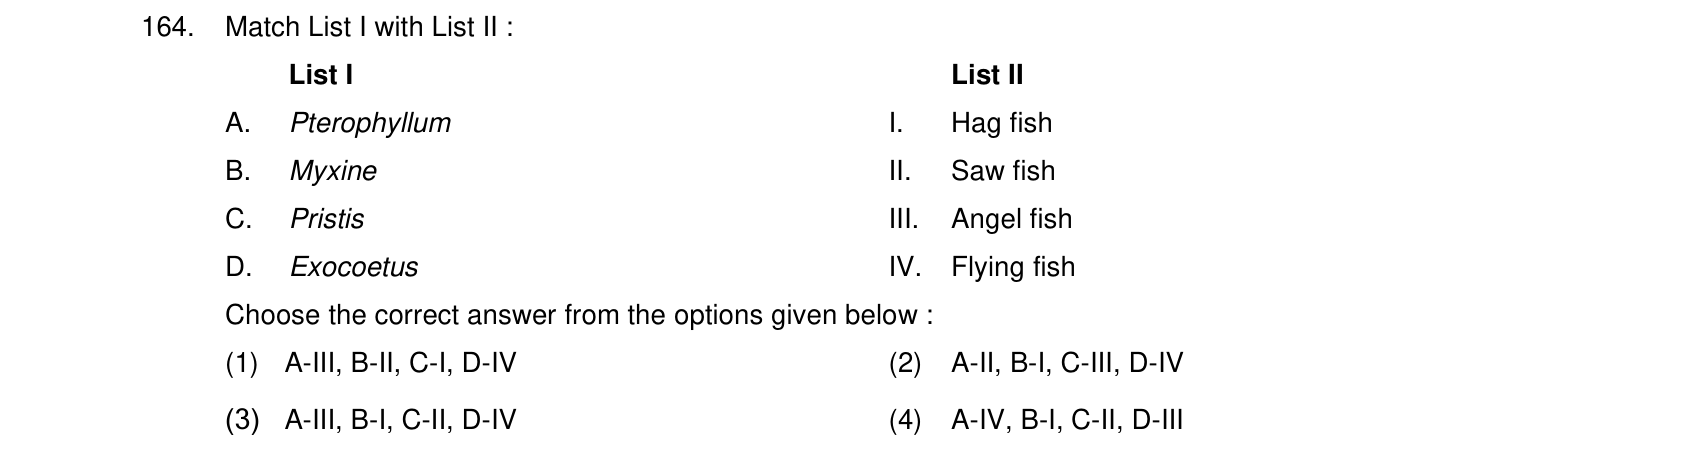 164. Match List I with List II :
List I List II
A. Pterophyllum I. Hag fish
B. Myxine II. Saw fish
C. Pristis III. Angel fish
D. Exocoetus IV. Flying fish
Choose the correct answer from the options given below :
(1) A-III, B-II, C-I, D-IV (2) A-II, B-I, C-III, D-IV
(3) A-III, B-I, C-II, D-IV (4) A-IV, B-I, C-II, D-III